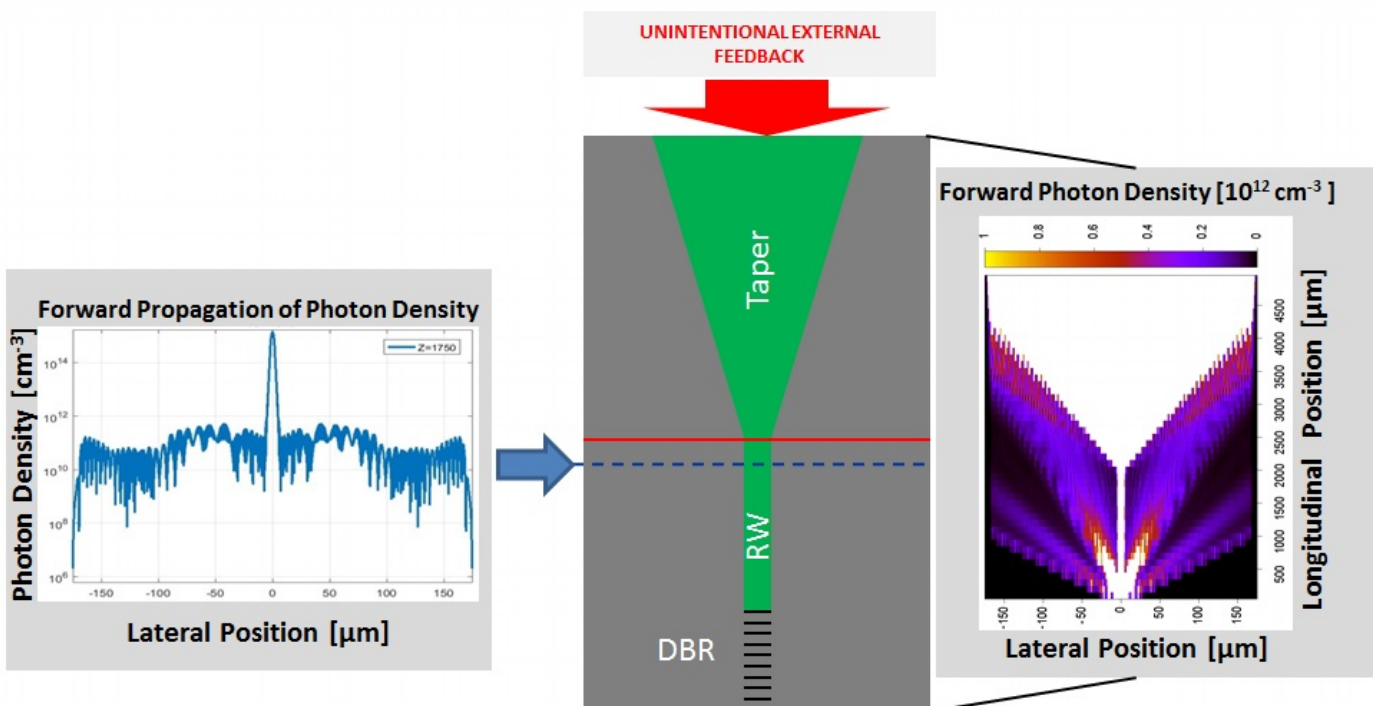 UNINTENTIONAL EXTERNAL
FEEDBACK
Forward Propagation of Photon Density
Photon Density [cm-3]
Z=1750
10^14
10^12
10^10
10^8
10^6
-150
-100
-50
0
50
100
150
Lateral Position [µm]
Taper
RW
DBR
Forward Photon Density [10^12 cm^-3 ]
1
0.8
0.6
0.4
0.2
0
4500
4000
3500
3000
2500
2000
1500
1000
500
Longitudinal Position [µm]
-150
-100
-50
0
50
100
150
Lateral Position [µm]